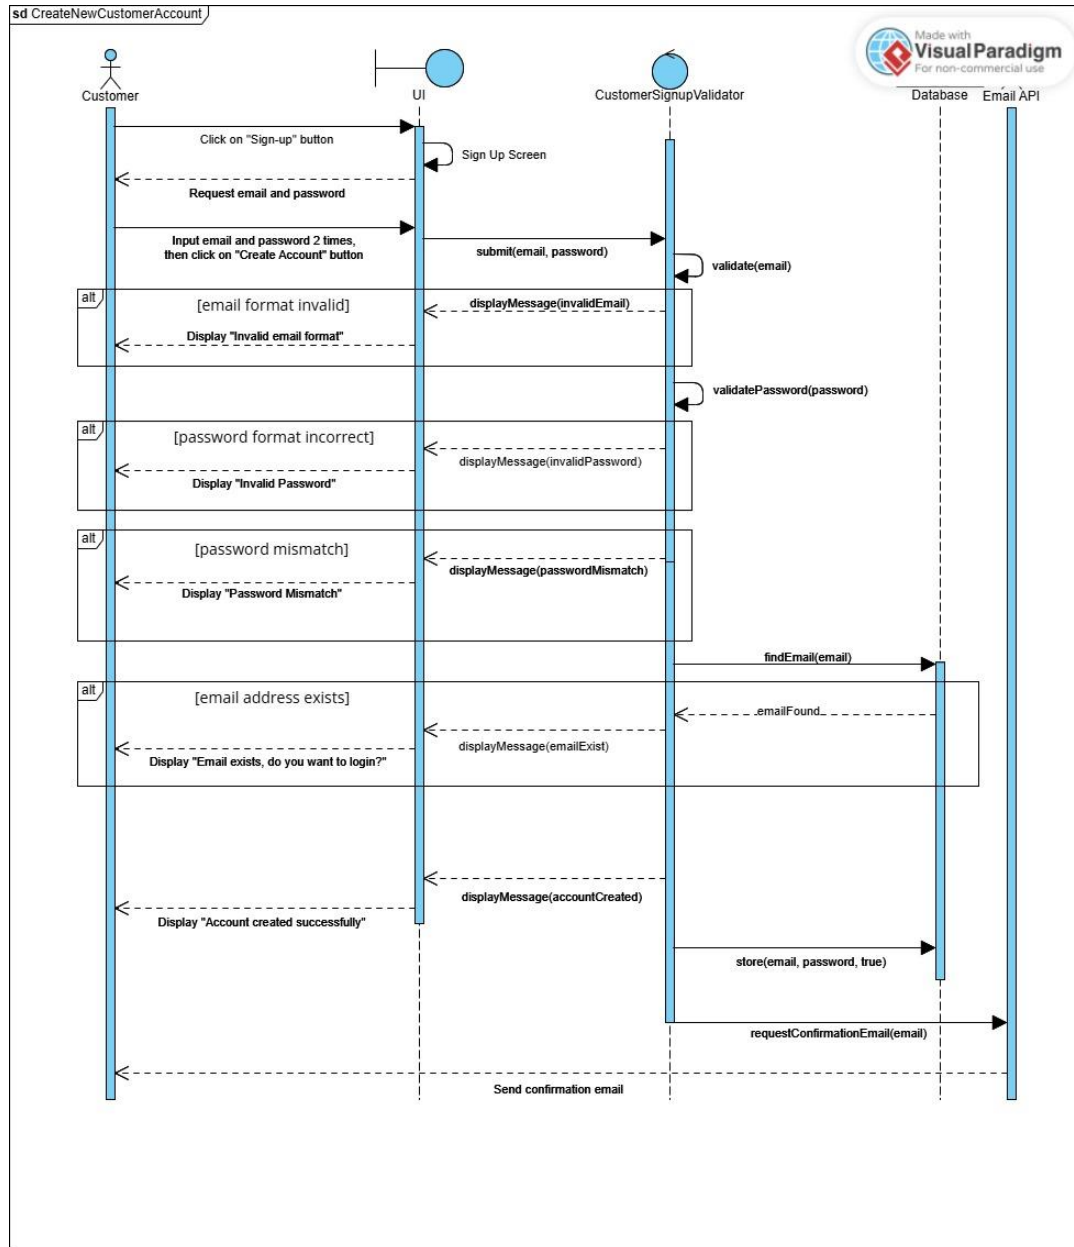 sd CreateNewCustomerAccount
Made with
Visual Paradigm
For non-commercial use
Customer
UI
CustomerSignupValidator
Database
Email API
Click on "Sign-up" button
Sign Up Screen
Request email and password
Input email and password 2 times,
then click on "Create Account" button
submit(email, password)
validate(email)
alt
[email format invalid]
displayMessage(invalidEmail)
Display "Invalid email format"
validatePassword(password)
alt
[password format incorrect]
displayMessage(invalidPassword)
Display "Invalid Password"
alt
[password mismatch]
displayMessage(passwordMismatch)
Display "Password Mismatch"
findEmail(email)
alt
[email address exists]
emailFound
displayMessage(emailExist)
Display "Email exists, do you want to login?"
displayMessage(accountCreated)
Display "Account created successfully"
store(email, password, true)
requestConfirmationEmail(email)
Send confirmation email